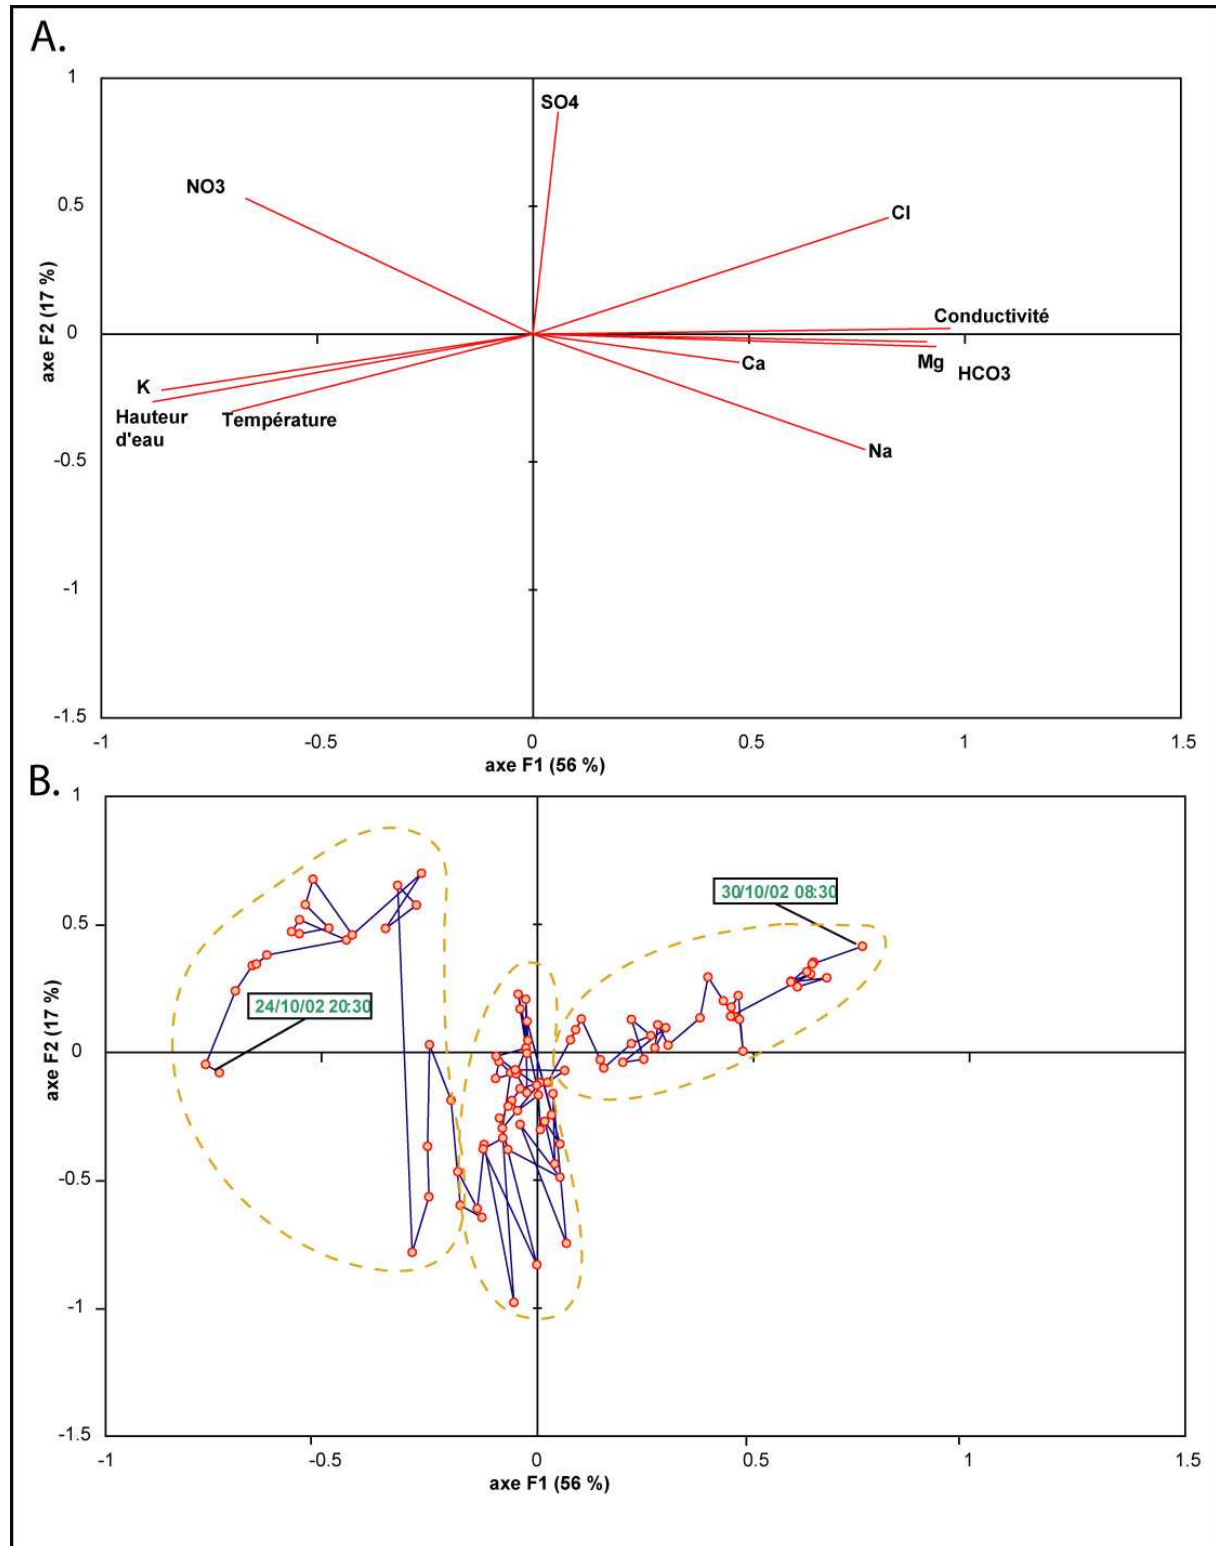 A.
1
SO4
NO3
0.5
Cl
axe F2 (17 %)
Conductivité
0
Ca
Mg
HCO3
K
Hauteur
d'eau
Température
Na
-0.5
-1
-1.5
-1
-0.5
0
0.5
1
1.5
axe F1 (56 %)
B.
1
30/10/02 08:30
0.5
24/10/02 20:30
axe F2 (17 %)
0
-0.5
-1
-1.5
-1
-0.5
0
0.5
1
1.5
axe F1 (56 %)